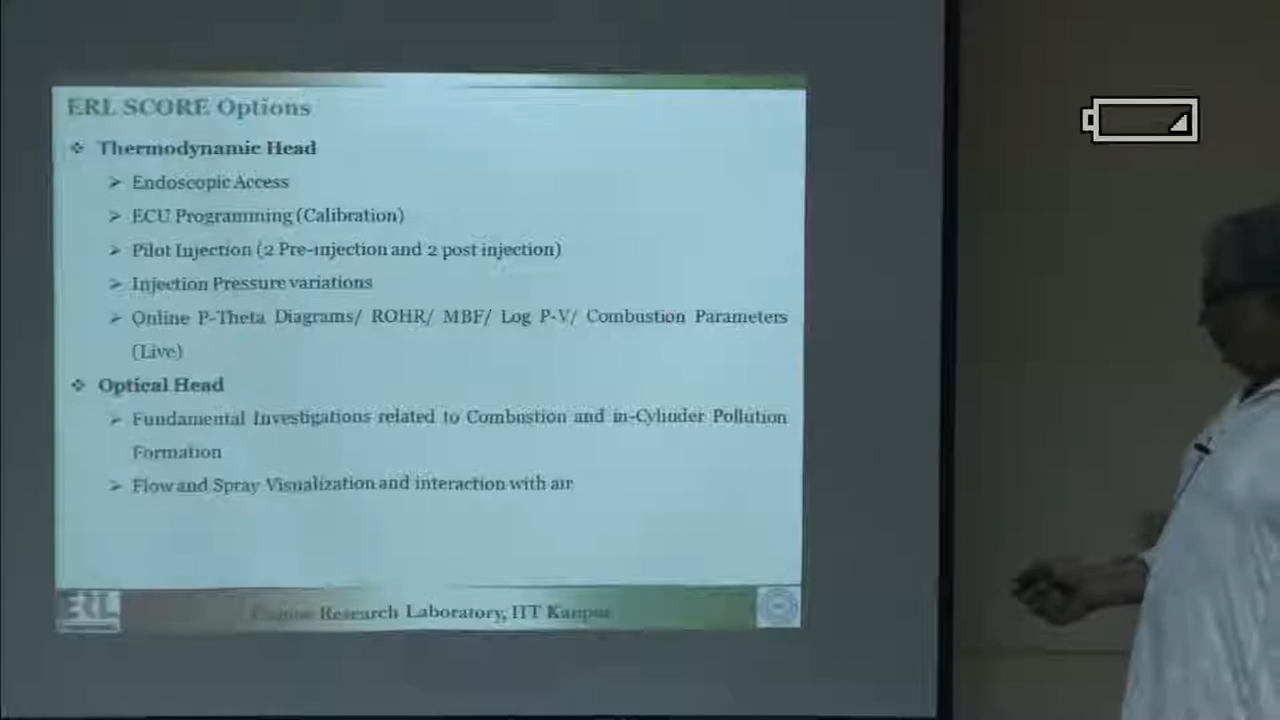 ERL SCORE Options
❖ Thermodynamic Head
➢ Endoscopic Access
➢ ECU Programming (Calibration)
➢ Pilot Injection (2 Pre-injection and 2 post injection)
➢ Injection Pressure variations
➢ Online P-Theta Diagrams/ ROHR/ MBF/ Log P-V/ Combustion Parameters
(Live)
❖ Optical Head
➢ Fundamental Investigations related to Combustion and in-Cylinder Pollution
Formation
➢ Flow and Spray Visualization and interaction with air
ERL
Engine Research Laboratory, IIT Kanpur